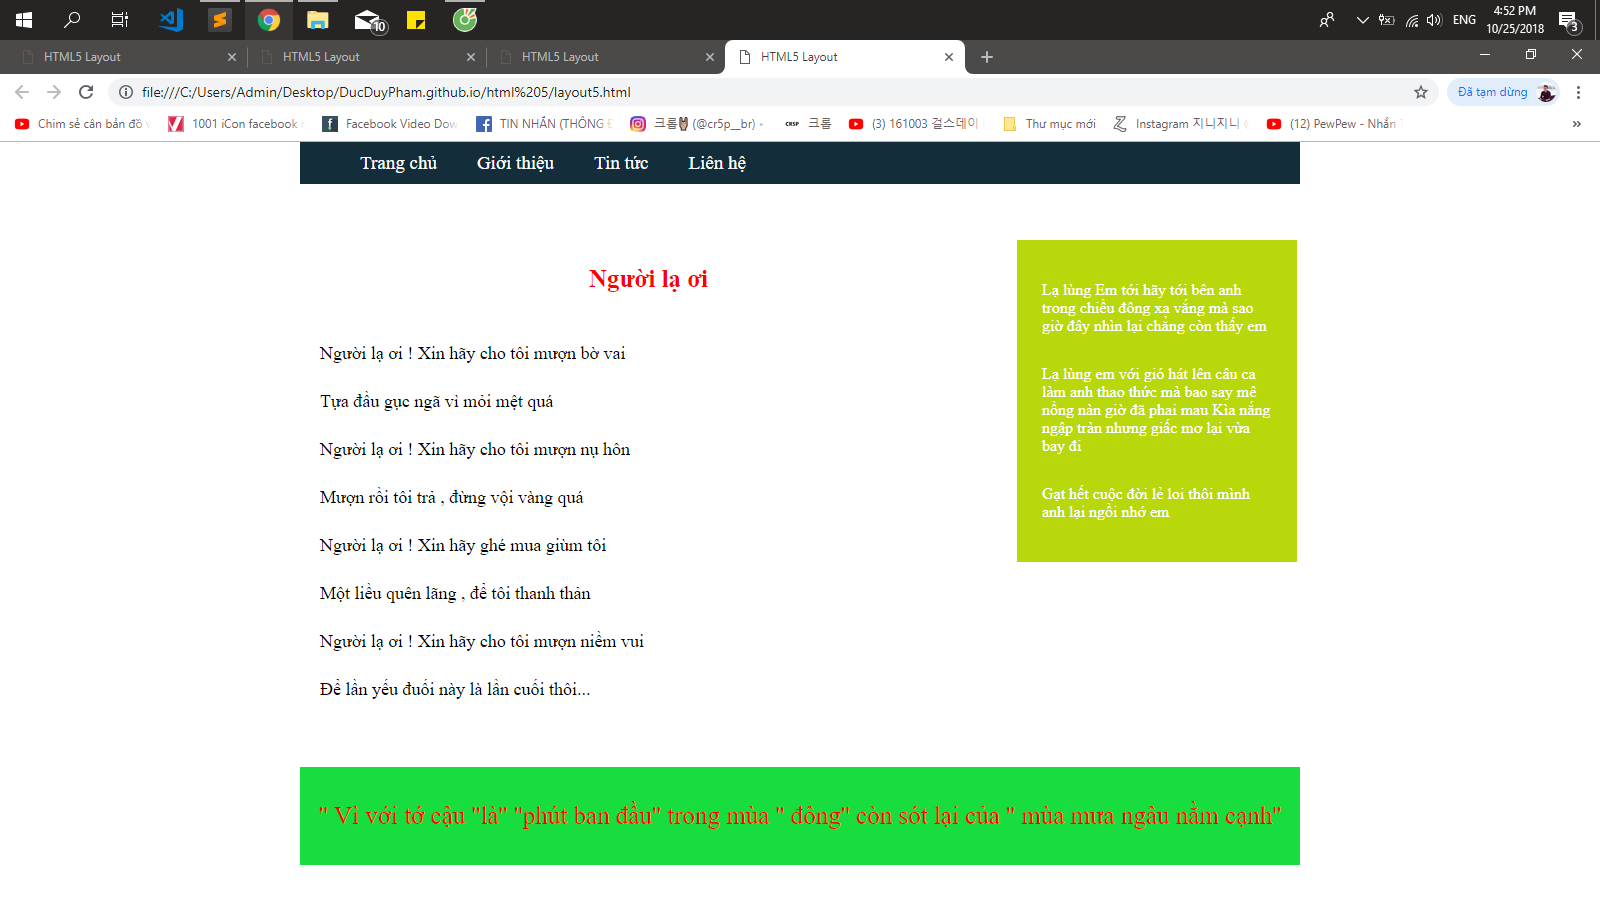 10
ENG
4:52 PM
10/25/2018
3
HTML5 Layout
HTML5 Layout
HTML5 Layout
HTML5 Layout
file:///C:/Users/Admin/Desktop/DucDuyPham.github.io/html%205/layout5.html
Đã tạm dừng
Chim sẻ cân bản đồ
1001 iCon facebook
Facebook Video Dow
TIN NHẮN (THÔNG
크롬 (@cr5p__br) •
CRSP 크롬
(3) 161003 걸스데이
Thư mục mới
Instagram 지니지니
(12) PewPew - Nhắn
»
Trang chủ Giới thiệu Tin tức Liên hệ
Người lạ ơi
Người lạ ơi ! Xin hãy cho tôi mượn bờ vai
Tựa đầu gục ngã vì mỏi mệt quá
Người lạ ơi ! Xin hãy cho tôi mượn nụ hôn
Mượn rồi tôi trả , đừng vội vàng quá
Người lạ ơi ! Xin hãy ghé mua giùm tôi
Một liều quên lãng , để tôi thanh thản
Người lạ ơi ! Xin hãy cho tôi mượn niềm vui
Để lần yếu đuối này là lần cuối thôi...
Lạ lùng Em tới hãy tới bên anh
trong chiều đông xa vắng mà sao
giờ đây nhìn lại chẳng còn thấy em
Lạ lùng em với gió hát lên câu ca
làm anh thao thức mà bao say mê
nồng nàn giờ đã phai mau Kìa nắng
ngập tràn nhưng giấc mơ lại vừa
bay đi
Gạt hết cuộc đời lẻ loi thôi mình
anh lại ngồi nhớ em
" Vì với tớ cậu "là" "phút ban đầu" trong mùa " đông" còn sót lại của " mùa mưa ngâu nằm cạnh"